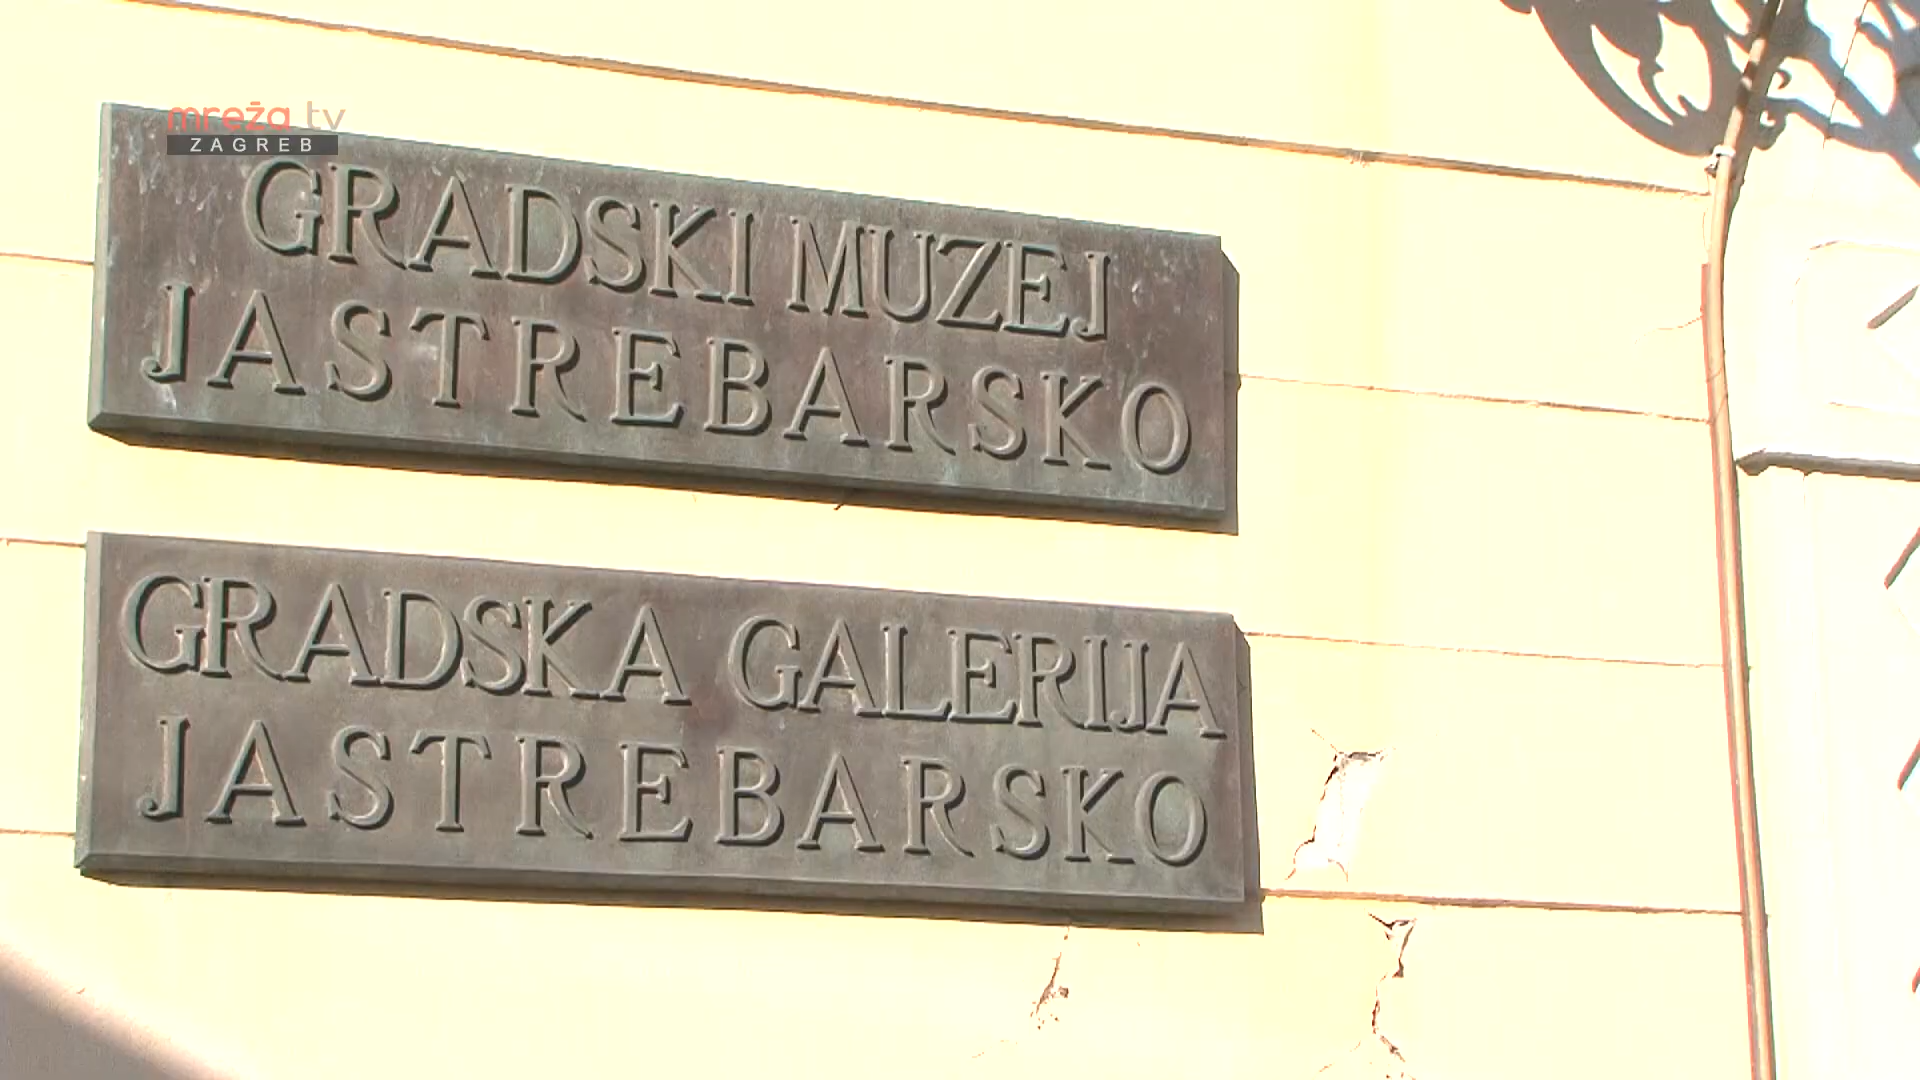 mreža tv
ZAGREB
GRADSKI MUZEJ
JASTREBARSKO
GRADSKA GALERIJA
JASTREBARSKO